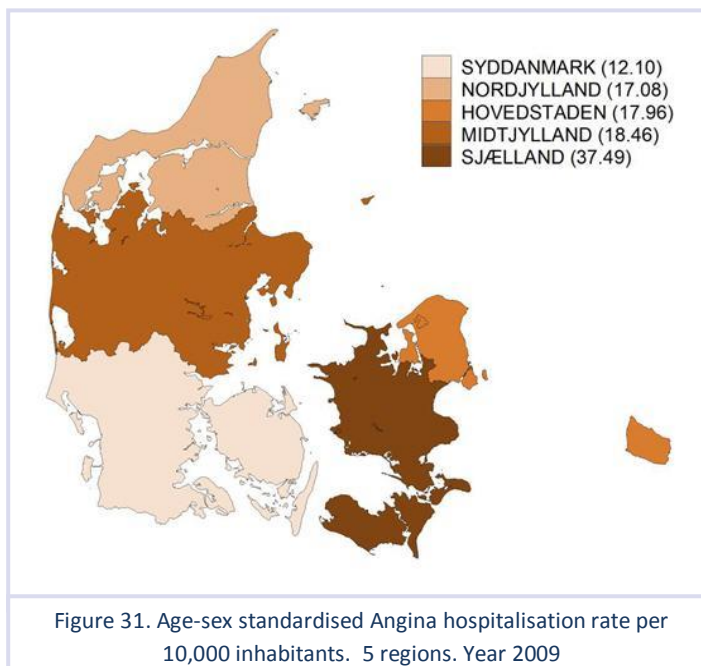 SYDDANMARK (12.10)
NORDJYLLAND (17.08)
HOVEDSTADEN (17.96)
MIDTJYLLAND (18.46)
SJÆLLAND (37.49)
Figure 31. Age-sex standardised Angina hospitalisation rate per
10,000 inhabitants. 5 regions. Year 2009